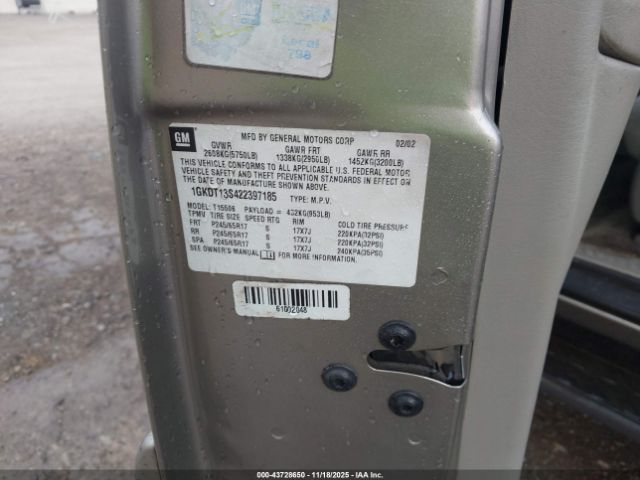 GM
MFD BY GENERAL MOTORS CORP 02/02
GVWR GAWR FRT GAWR RR
2608KG(5750LB) 1338KG(2950LB) 1452KG(3200LB)
THIS VEHICLE CONFORMS TO ALL APPLICABLE U.S. FEDERAL MOTOR
VEHICLE SAFETY AND THEFT PREVENTION STANDARDS IN EFFECT ON
THE DATE OF MANUFACTURE SHOWN ABOVE.
1GKDT13S422397185 TYPE: M.P.V.
MODEL: T15506 PAYLOAD = 432KG(953LB)
TPMV TIRE SIZE SPEED RTG RIM COLD TIRE PRESSURE
FRT P245/65R17 S 17X7J 220KPA(32PSI)
RR P245/65R17 S 17X7J 220KPA(32PSI)
SPA P245/65R17 S 17X7J 240KPA(35PSI)
SEE OWNER'S MANUAL FOR MORE INFORMATION.
61002048
©00-43728650 - 11/18/2025 - IAAI.COM©